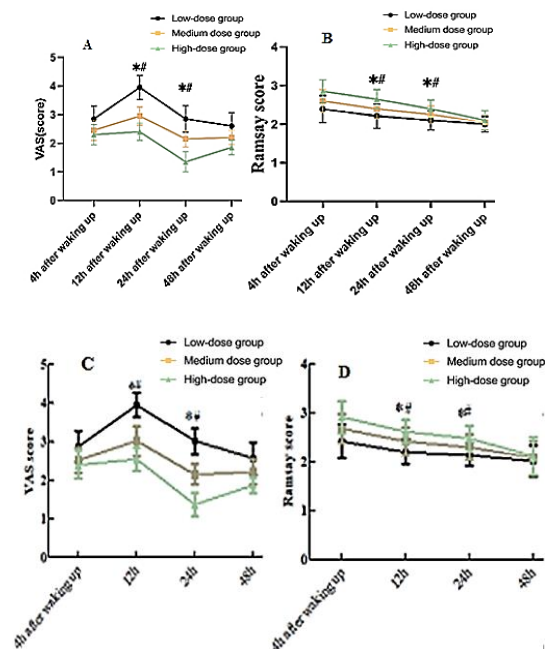 A
Low-dose group
Medium dose group
High-dose group
VAS(score)
5
4
3
2
1
0
*#
*#
4h after waking up
12h after waking up
24h after waking up
48h after waking up
B
Low-dose group
Medium dose group
High-dose group
Ramsay score
4
3
2
1
0
*#
*#
4h after waking up
12h after waking up
24h after waking up
48h after waking up
C
Low-dose group
Medium dose group
High-dose group
VAS score
5
4
3
2
1
0
*#
*#
4h after waking up
12h
24h
48h
D
Low-dose group
Medium dose group
High-dose group
Ramsay score
4
3
2
1
0
*#
*#
4h after waking up
12h
24h
48h